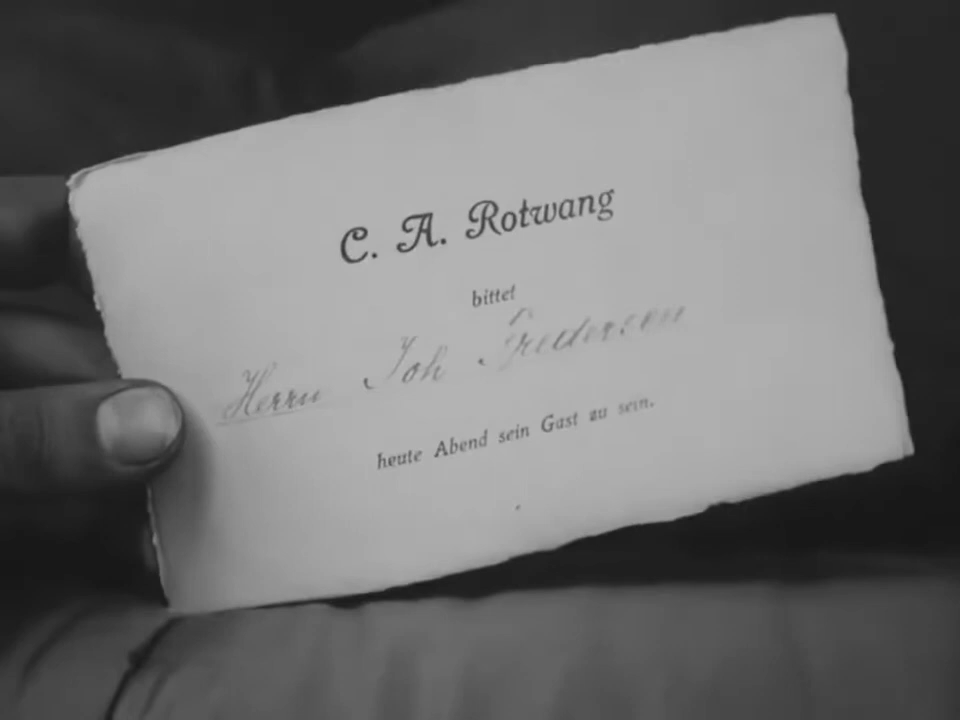 C. A. Rotwang
bittet
Herrn Joh Fredersen
heute Abend sein Gast zu sein.